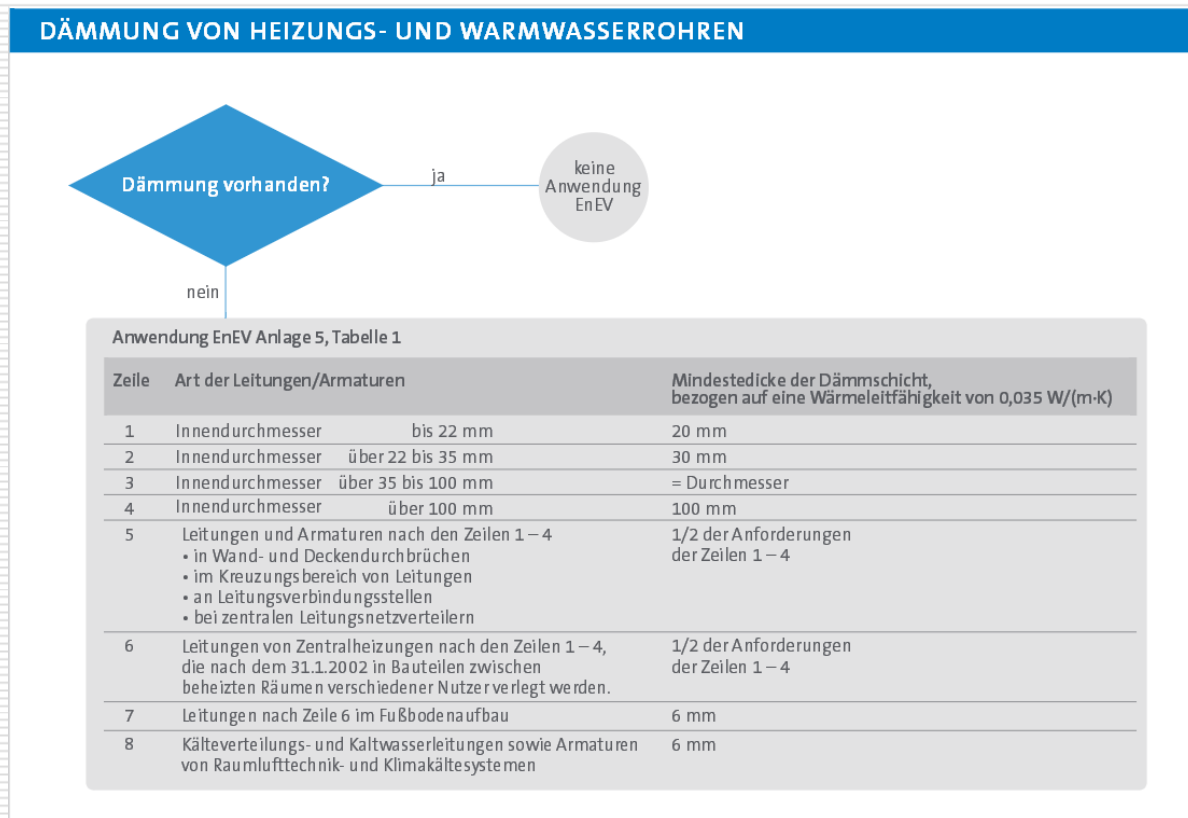 DÄMMUNG VON HEIZUNGS- UND WARMWASSERROHREN
Dämmung vorhanden?
ja
keine
Anwendung
EnEV
nein
Anwendung EnEV Anlage 5, Tabelle 1
Zeile Art der Leitungen/Armaturen Mindestedicke der Dämmschicht,
bezogen auf eine Wärmeleitfähigkeit von 0,035 W/(m·K)
1 Innendurchmesser bis 22 mm 20 mm
2 Innendurchmesser über 22 bis 35 mm 30 mm
3 Innendurchmesser über 35 bis 100 mm = Durchmesser
4 Innendurchmesser über 100 mm 100 mm
5 Leitungen und Armaturen nach den Zeilen 1 – 4 1/2 der Anforderungen
• in Wand- und Deckendurchbrüchen der Zeilen 1 – 4
• im Kreuzungsbereich von Leitungen
• an Leitungsverbindungsstellen
• bei zentralen Leitungsnetzverteilern
6 Leitungen von Zentralheizungen nach den Zeilen 1 – 4, 1/2 der Anforderungen
die nach dem 31.1.2002 in Bauteilen zwischen der Zeilen 1 – 4
beheizten Räumen verschiedener Nutzer verlegt werden.
7 Leitungen nach Zeile 6 im Fußbodenaufbau 6 mm
8 Kälteverteilungs- und Kaltwasserleitungen sowie Armaturen 6 mm
von Raumlufttechnik- und Klimakältesystemen